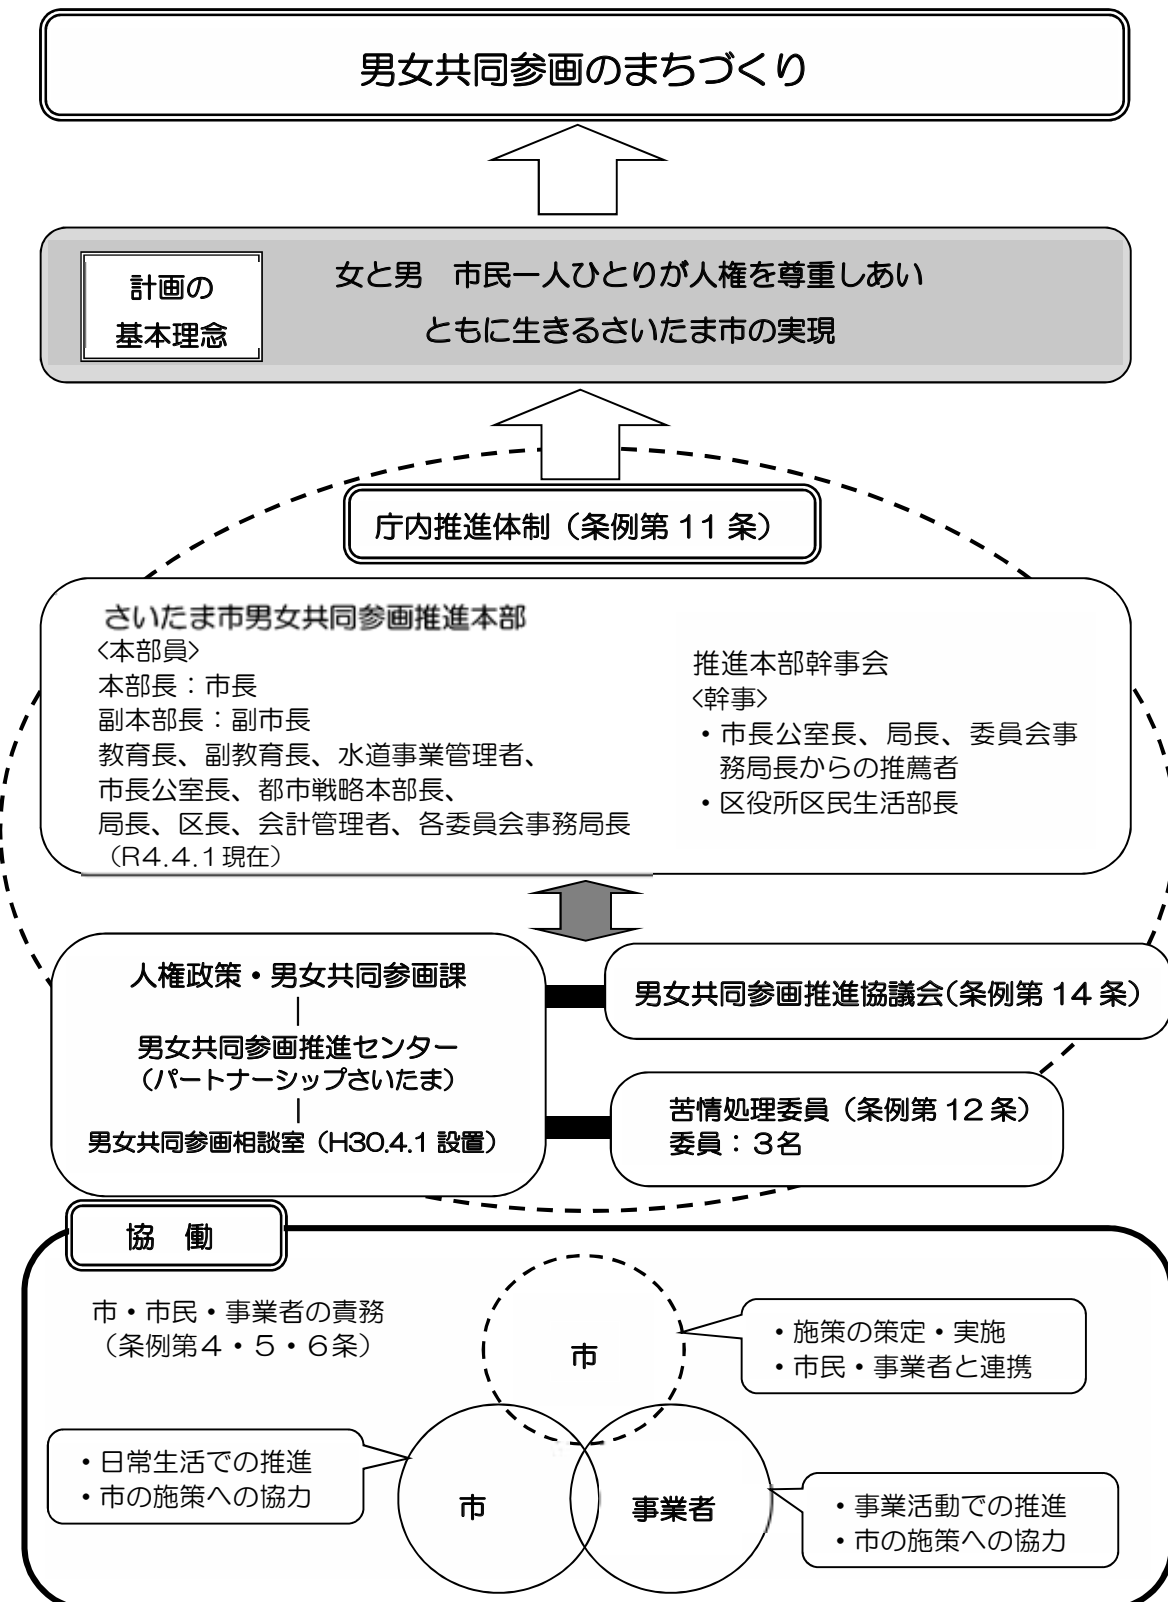 男女共同参画のまちづくり
計画の
基本理念
女と男　市民一人ひとりが人権を尊重しあい
ともに生きるさいたま市の実現
庁内推進体制（条例第 11 条）
さいたま市男女共同参画推進本部
<本部員>
本部長：市長
副本部長：副市長
教育長、副教育長、水道事業管理者、
市長公室長、都市戦略本部長、
局長、区長、会計管理者、各委員会事務局長
（R4.4.1 現在）
推進本部幹事会
<幹事>
・市長公室長、局長、委員会事
務局長からの推薦者
・区役所区民生活部長
人権政策・男女共同参画課
男女共同参画推進センター
（パートナーシップさいたま）
男女共同参画相談室（H30.4.1 設置）
男女共同参画推進協議会（条例第 14 条）
苦情処理委員（条例第 12 条）
委員：３名
協　働
市・市民・事業者の責務
（条例第４・５・６条）
市
・施策の策定・実施
・市民・事業者と連携
・日常生活での推進
・市の施策への協力
市
事業者
・事業活動での推進
・市の施策への協力